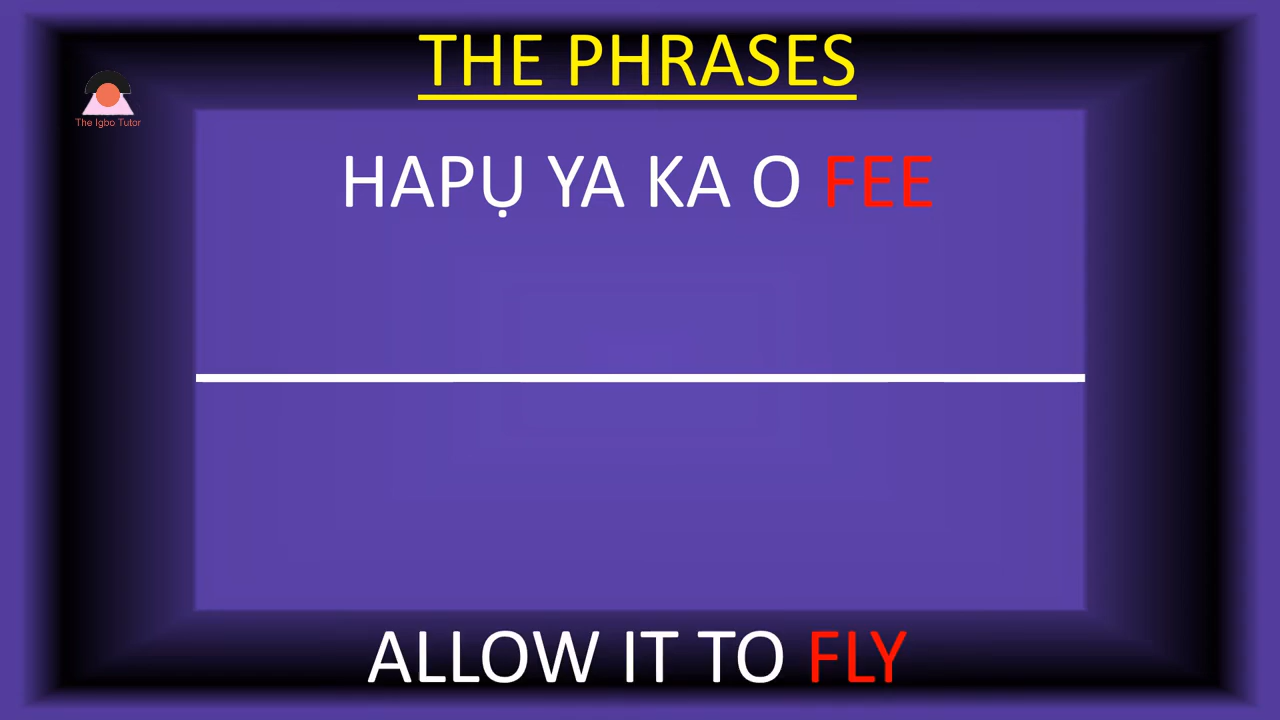 THE PHRASES
The Igbo Tutor
HAPỤ YA KA O FEE
ALLOW IT TO FLY